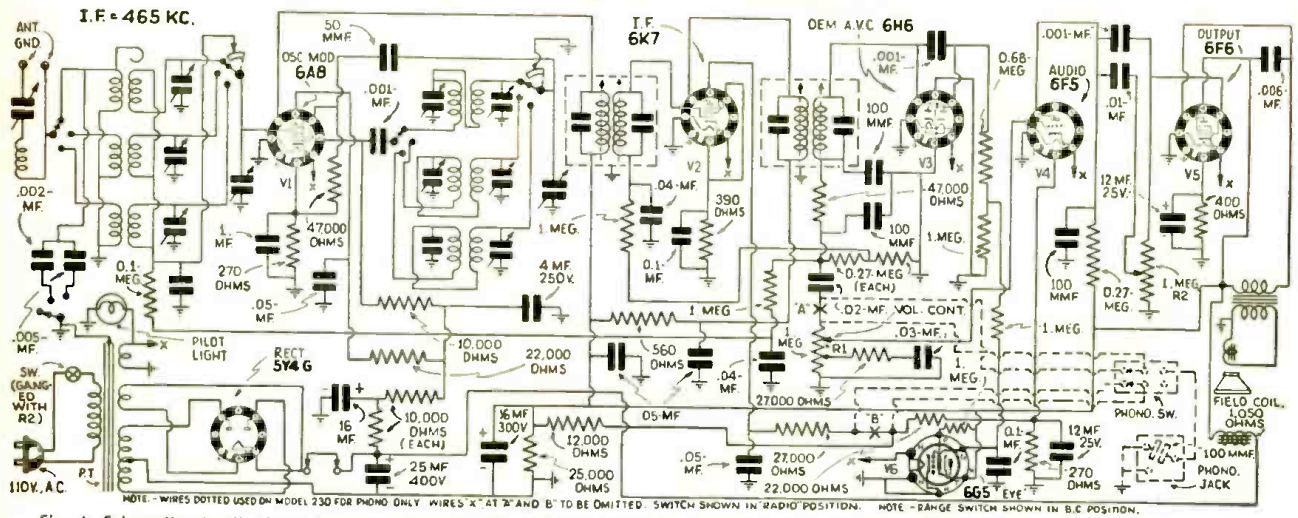 I.F. = 465 KC.
ANT.
GND.
50
MMF.
OSC MOD
6A8
.001-
MF.
I.F.
6K7
DEM. A.V.C 6H6
.001-MF.
0.68-
MEG
.001-MF.
AUDIO
6F5
.01-
MF.
OUTPUT
6F6
.006-
MF.
100
MMF.
V1
V2
V3
V4
V5
.002-
MF.
47,000
OHMS
.04-MF.
390
OHMS
47,000
OHMS
12 MF.
25V.
400
OHMS
1.
MF.
270
OHMS
1. MEG.
0.1-
MF.
100
MMF
1.
MEG.
100
MMF
0.27-
MEG.
1. MEG
R2
0.1-
MEG
.05-
MF.
4 MF.
250V.
0.27-MEG
(EACH)
"A"
X
.02-MF.
VOL. CONT.
.03-MF.
1. MEG
1.
MEG
R1
1. MEG.
1.
MEG.
.005-
MF.
PILOT
LIGHT
X
RECT
5Y4 G
10,000
OHMS
22,000
OHMS
560
OHMS
.04-
MF.
27000 OHMS
PHONO. SW.
FIELD COIL.
1,050
OHMS
SW.
(GANG-
ED WITH
R2)
16
MF.
10,000
OHMS
(EACH)
16 MF
300V
.05-MF
12,000
OHMS
"B"
X
0.1-
MF.
12 MF
25V.
100 MMF.
25 MF
400V
25,000
OHMS
.05-
MF.
27,000
OHMS
22,000 OHMS
V6
6G5 EYE
270
OHMS
PHONO.
JACK
110V., A.C.
P.T
NOTE.- WIRES DOTTED USED ON MODEL 230 FOR PHONO ONLY WIRES "X" AT "A" AND "B" TO BE OMITTED. SWITCH SHOWN IN "RADIO" POSITION. NOTE - RANGE SWITCH SHOWN IN B.C POSITION.